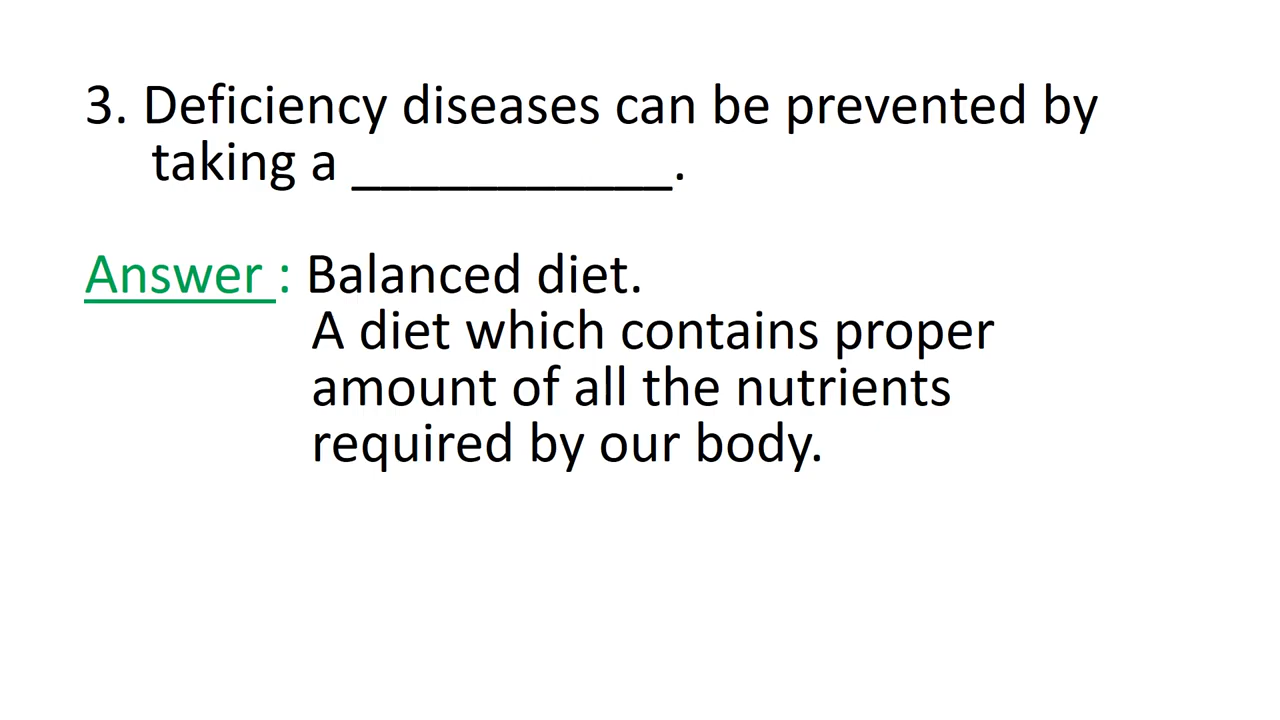 3. Deficiency diseases can be prevented by
taking a ___________.
Answer : Balanced diet.
A diet which contains proper
amount of all the nutrients
required by our body.